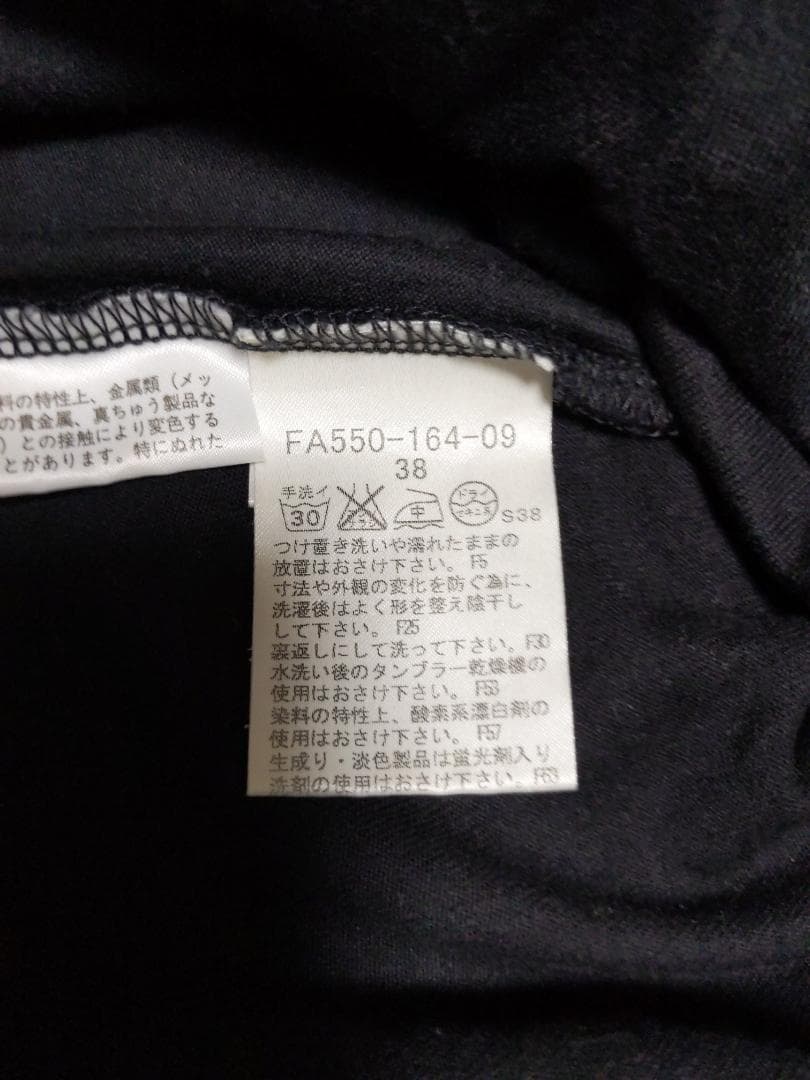 料の特性上、金属類（メッ
の貴金属、真ちゅう製品な
）との接触により変色する
とがあります。特にぬれた
FA550-164-09
38
手洗イ
30
エンソサラシ
中
ドライ
セキユ系
S38
つけ置き洗いや濡れたままの
放置はおさけ下さい。F5
寸法や外観の変化を防ぐ為に、
洗濯後はよく形を整え陰干し
して下さい。F25
裏返しにして洗って下さい。F30
水洗い後のタンブラー乾燥機の
使用はおさけ下さい。F53
染料の特性上、酸素系漂白剤の
使用はおさけ下さい。F57
生成り・淡色製品は蛍光剤入り
洗剤の使用はおさけ下さい。F63